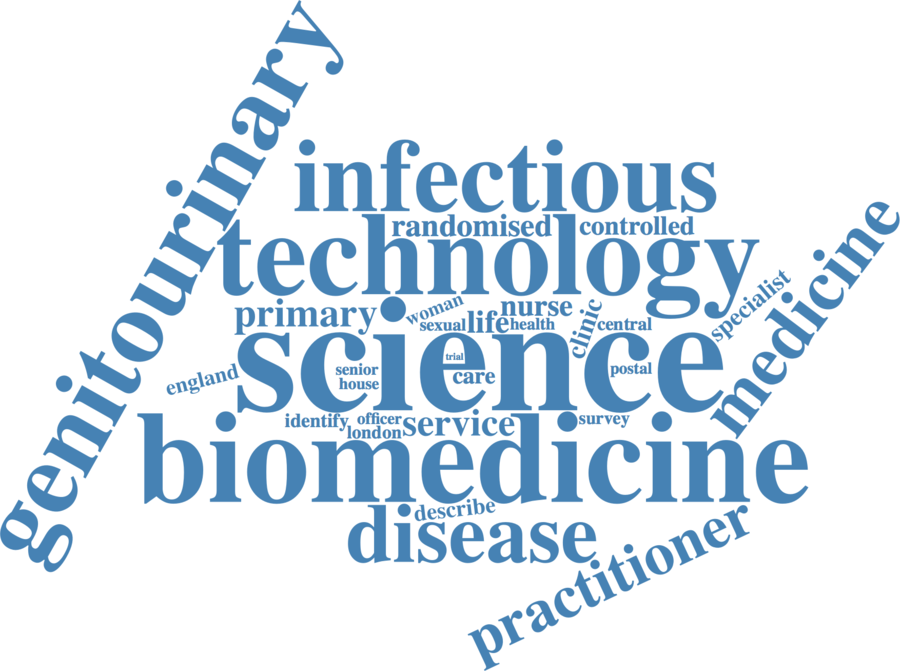 genitourinary
infectious
randomised controlled
technology
medicine
specialist
primary
woman
nurse
sexual life health
clinic
central
science
england
senior
house
trial
care
postal
identify
officer
london
service
survey
biomedicine
describe
disease
practitioner